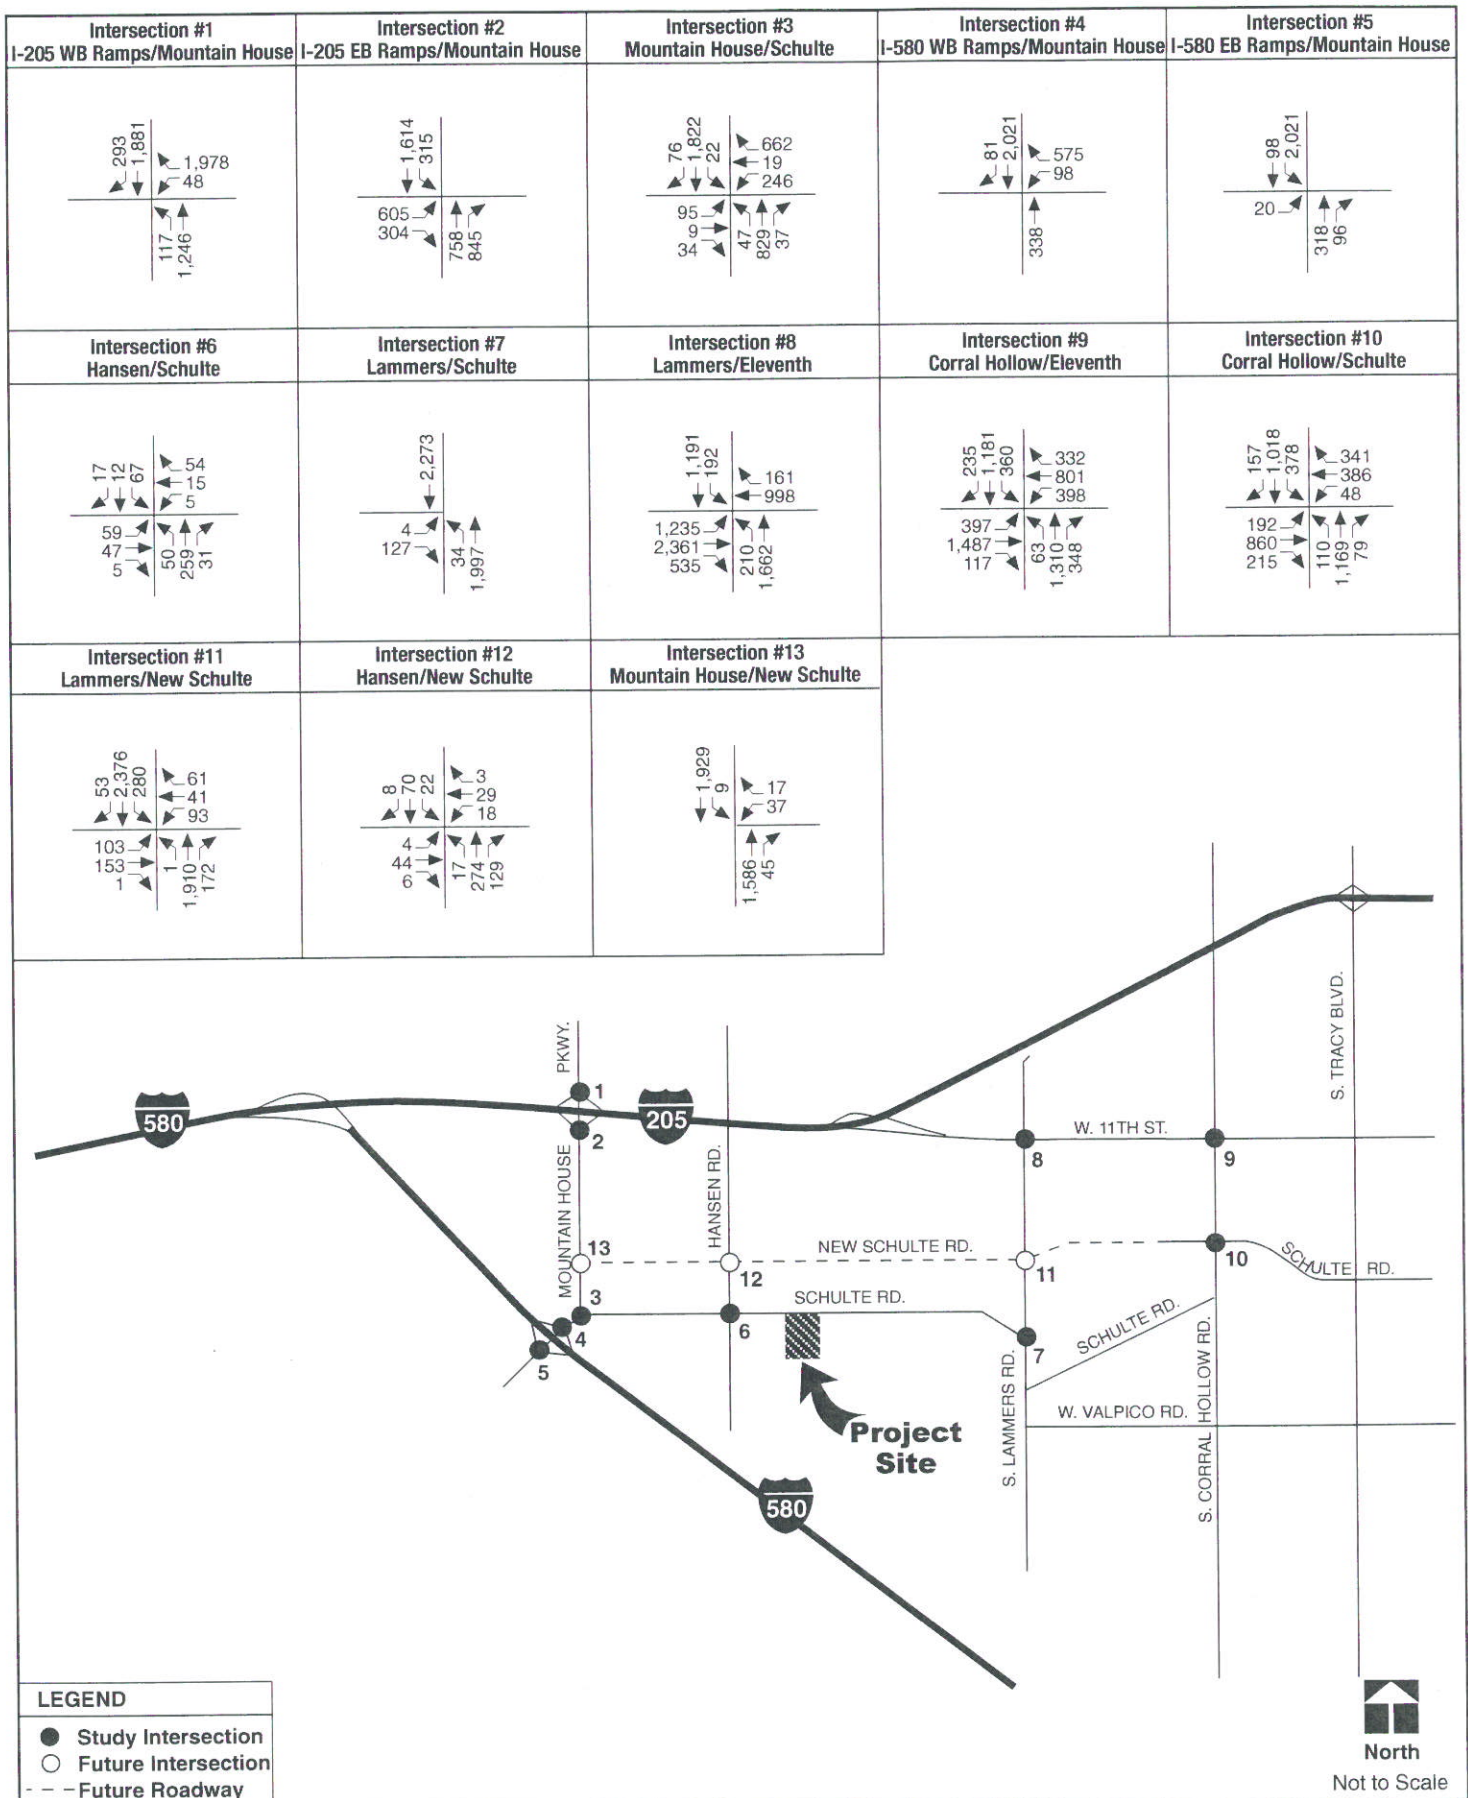 Intersection #1
I-205 WB Ramps/Mountain House
293
1,881
1,978
48
117
1,246
Intersection #2
I-205 EB Ramps/Mountain House
1,614
315
605
304
758
845
Intersection #3
Mountain House/Schulte
76
1,822
22
662
19
246
95
9
34
47
829
37
Intersection #4
I-580 WB Ramps/Mountain House
81
2,021
575
98
338
Intersection #5
I-580 EB Ramps/Mountain House
98
2,021
20
318
96
Intersection #6
Hansen/Schulte
17
12
67
54
15
5
59
47
5
50
259
31
Intersection #7
Lammers/Schulte
2,273
4
127
34
1,997
Intersection #8
Lammers/Eleventh
1,191
192
161
998
1,235
2,361
535
210
1,662
Intersection #9
Corral Hollow/Eleventh
235
1,181
360
332
801
398
397
1,487
117
63
1,310
348
Intersection #10
Corral Hollow/Schulte
157
1,018
378
341
386
48
192
860
215
110
1,169
79
Intersection #11
Lammers/New Schulte
53
2,376
280
61
41
93
103
153
1
1
1,910
172
Intersection #12
Hansen/New Schulte
8
70
22
3
29
18
4
44
6
17
274
129
Intersection #13
Mountain House/New Schulte
1,929
9
17
37
1,586
45
580
205
MOUNTAIN HOUSE PKWY.
1
2
HANSEN RD.
W. 11TH ST.
8
9
S. TRACY BLVD.
13
NEW SCHULTE RD.
12
11
10
SCHULTE RD.
3
SCHULTE RD.
4
5
6
7
SCHULTE RD.
S. LAMMERS RD.
W. VALPICO RD.
S. CORRAL HOLLOW RD.
Project
Site
580
LEGEND
Study Intersection
Future Intersection
Future Roadway
North
Not to Scale